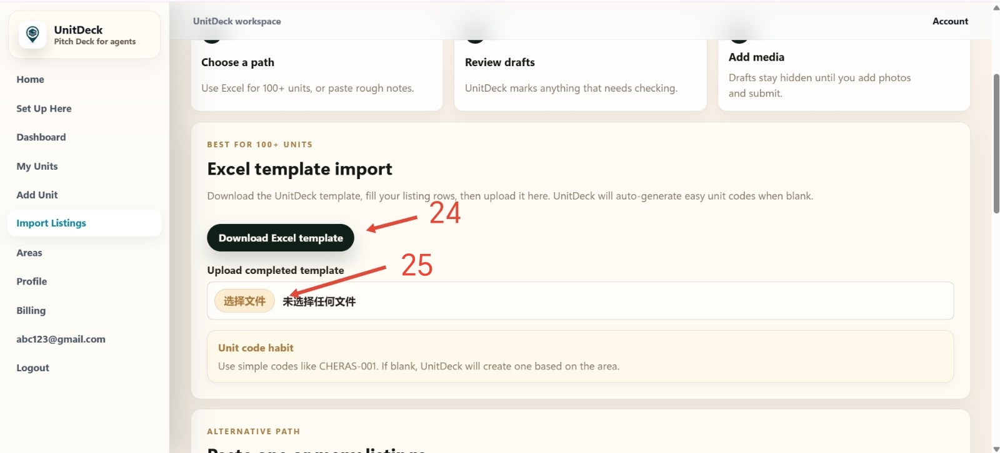 UnitDeck
Pitch Deck for agents
Home
Set Up Here
Dashboard
My Units
Add Unit
Import Listings
Areas
Profile
Billing
abc123@gmail.com
Logout
UnitDeck workspace
Account
Choose a path
Use Excel for 100+ units, or paste rough notes.
Review drafts
UnitDeck marks anything that needs checking.
Add media
Drafts stay hidden until you add photos
and submit.
BEST FOR 100+ UNITS
Excel template import
Download the UnitDeck template, fill your listing rows, then upload it here. UnitDeck will auto-generate easy unit codes when blank.
24
Download Excel template
25
Upload completed template
选择文件 未选择任何文件
Unit code habit
Use simple codes like CHERAS-001. If blank, UnitDeck will create one based on the area.
ALTERNATIVE PATH
Paste one or many listings